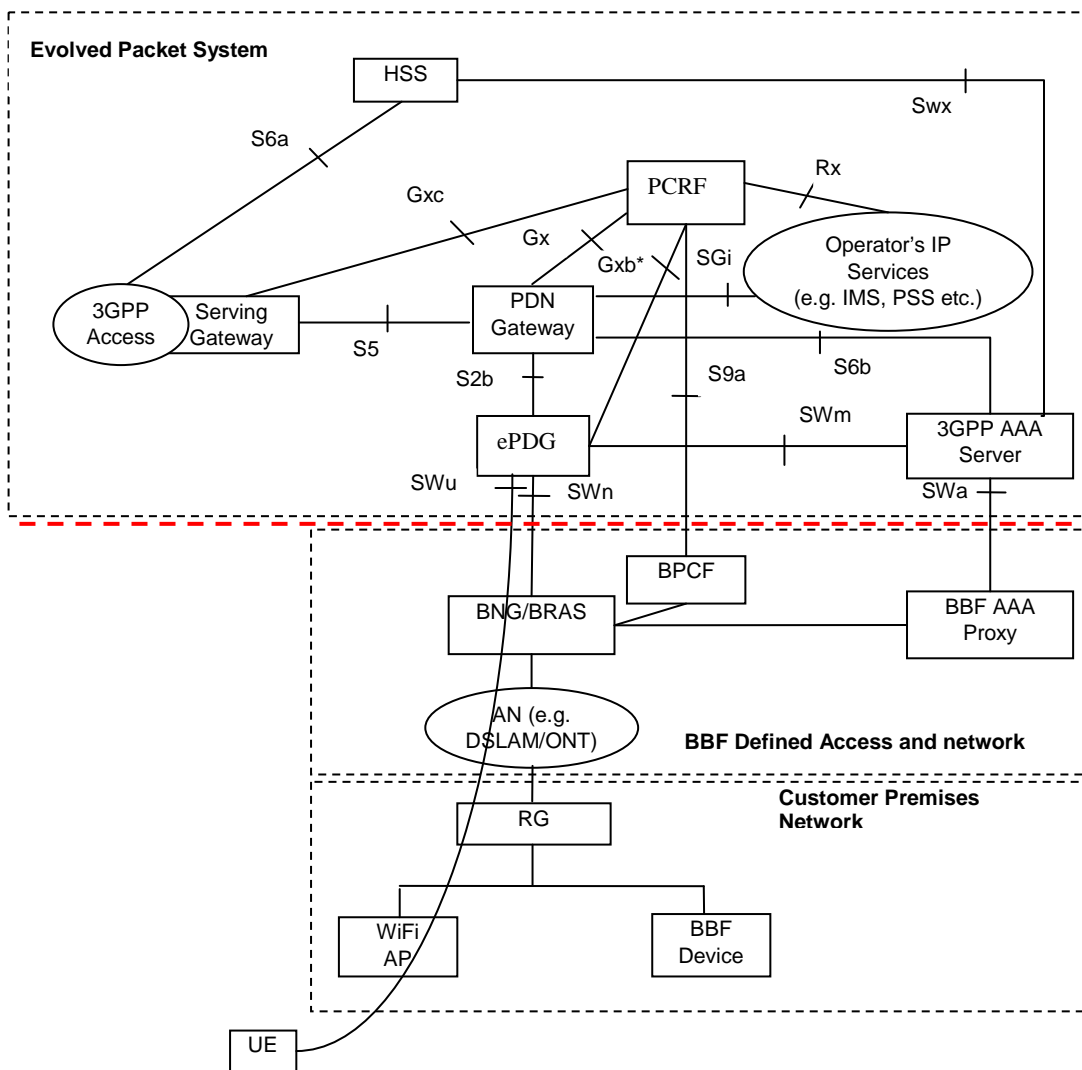 Evolved Packet System
HSS
Swx
S6a
PCRF
Rx
Gxc
Gx
Gxb*
SGi
Operator's IP
Services
(e.g. IMS, PSS etc.)
3GPP
Access
Serving
Gateway
PDN
Gateway
S5
S2b
S9a
S6b
SWm
ePDG
3GPP AAA
Server
SWu
SWn
SWa
BPCF
BNG/BRAS
BBF AAA
Proxy
AN (e.g.
DSLAM/ONT)
BBF Defined Access and network
Customer Premises
Network
RG
WiFi
AP
BBF
Device
UE